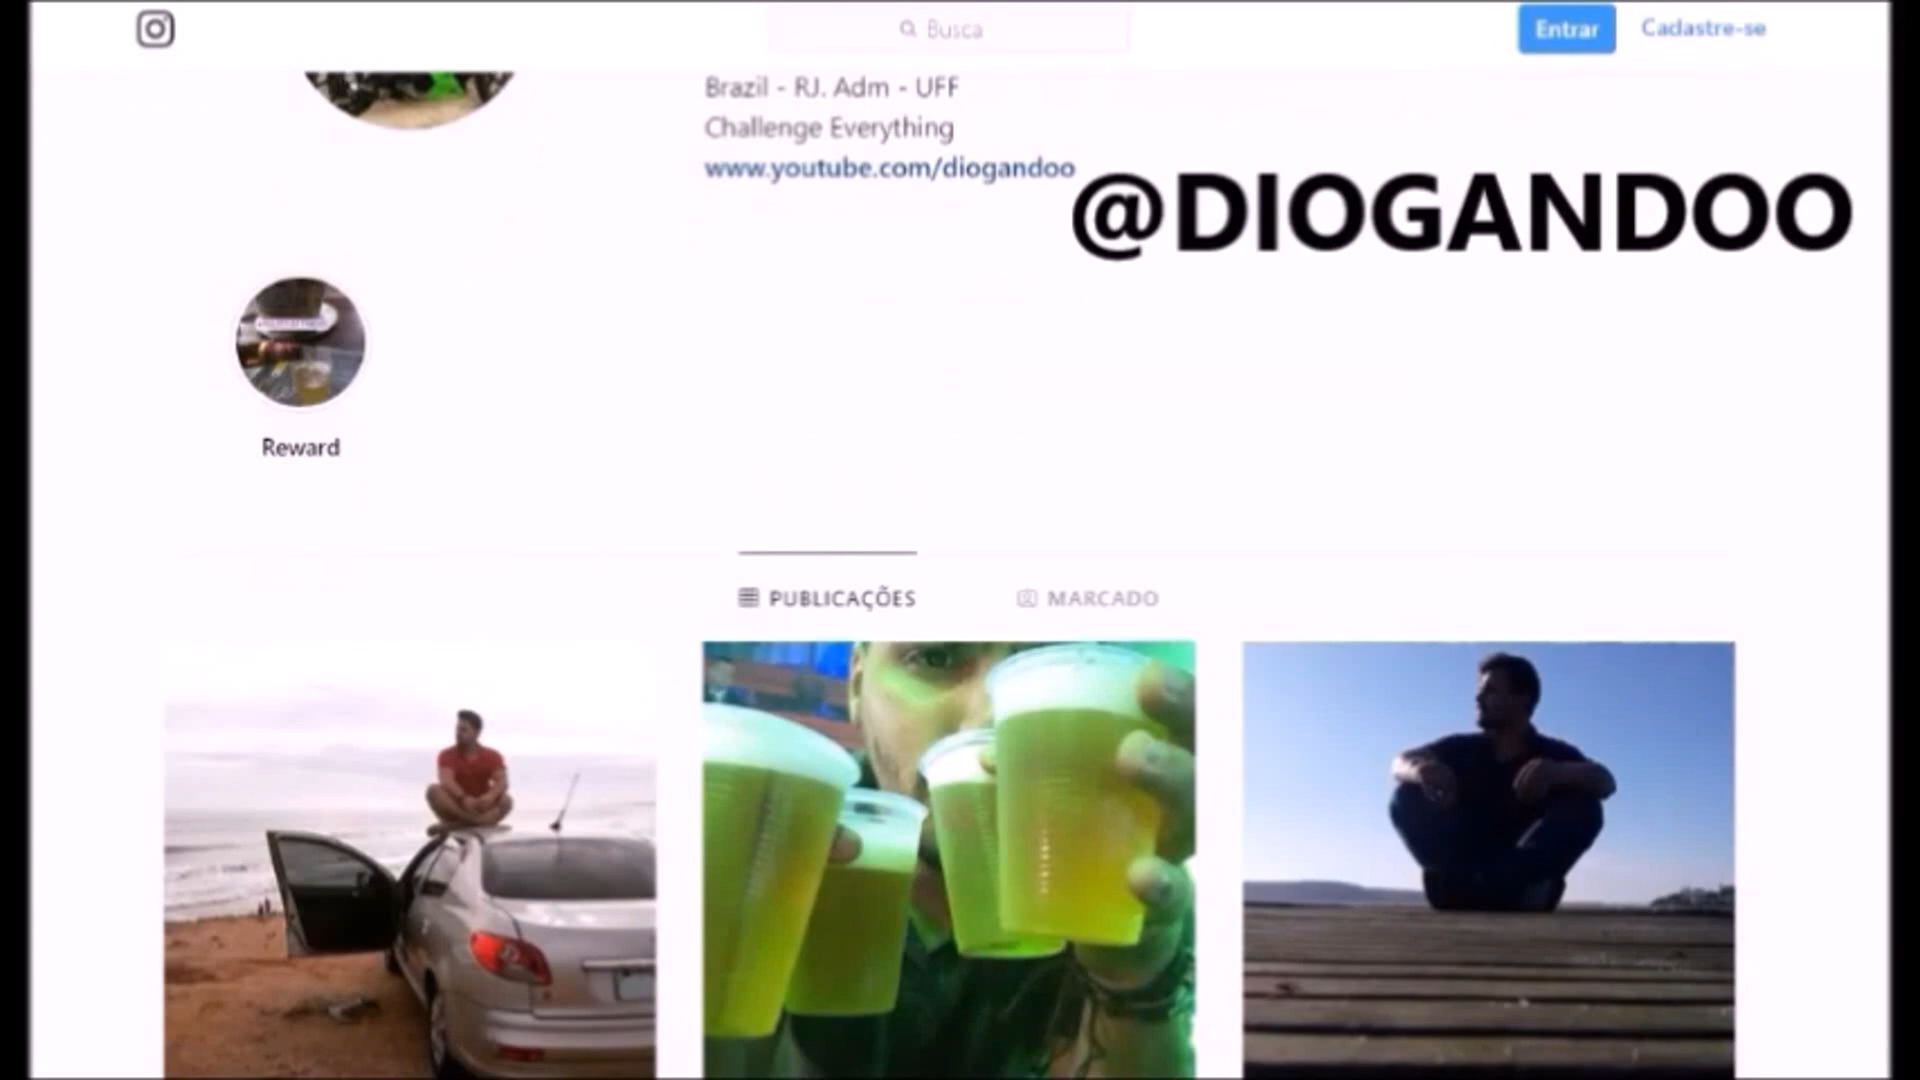 Busca
Entrar
Cadastre-se
Brazil - RJ. Adm - UFF
Challenge Everything
www.youtube.com/diogandoo
@DIOGANDOO
Reward
PUBLICAÇÕES
MARCADO